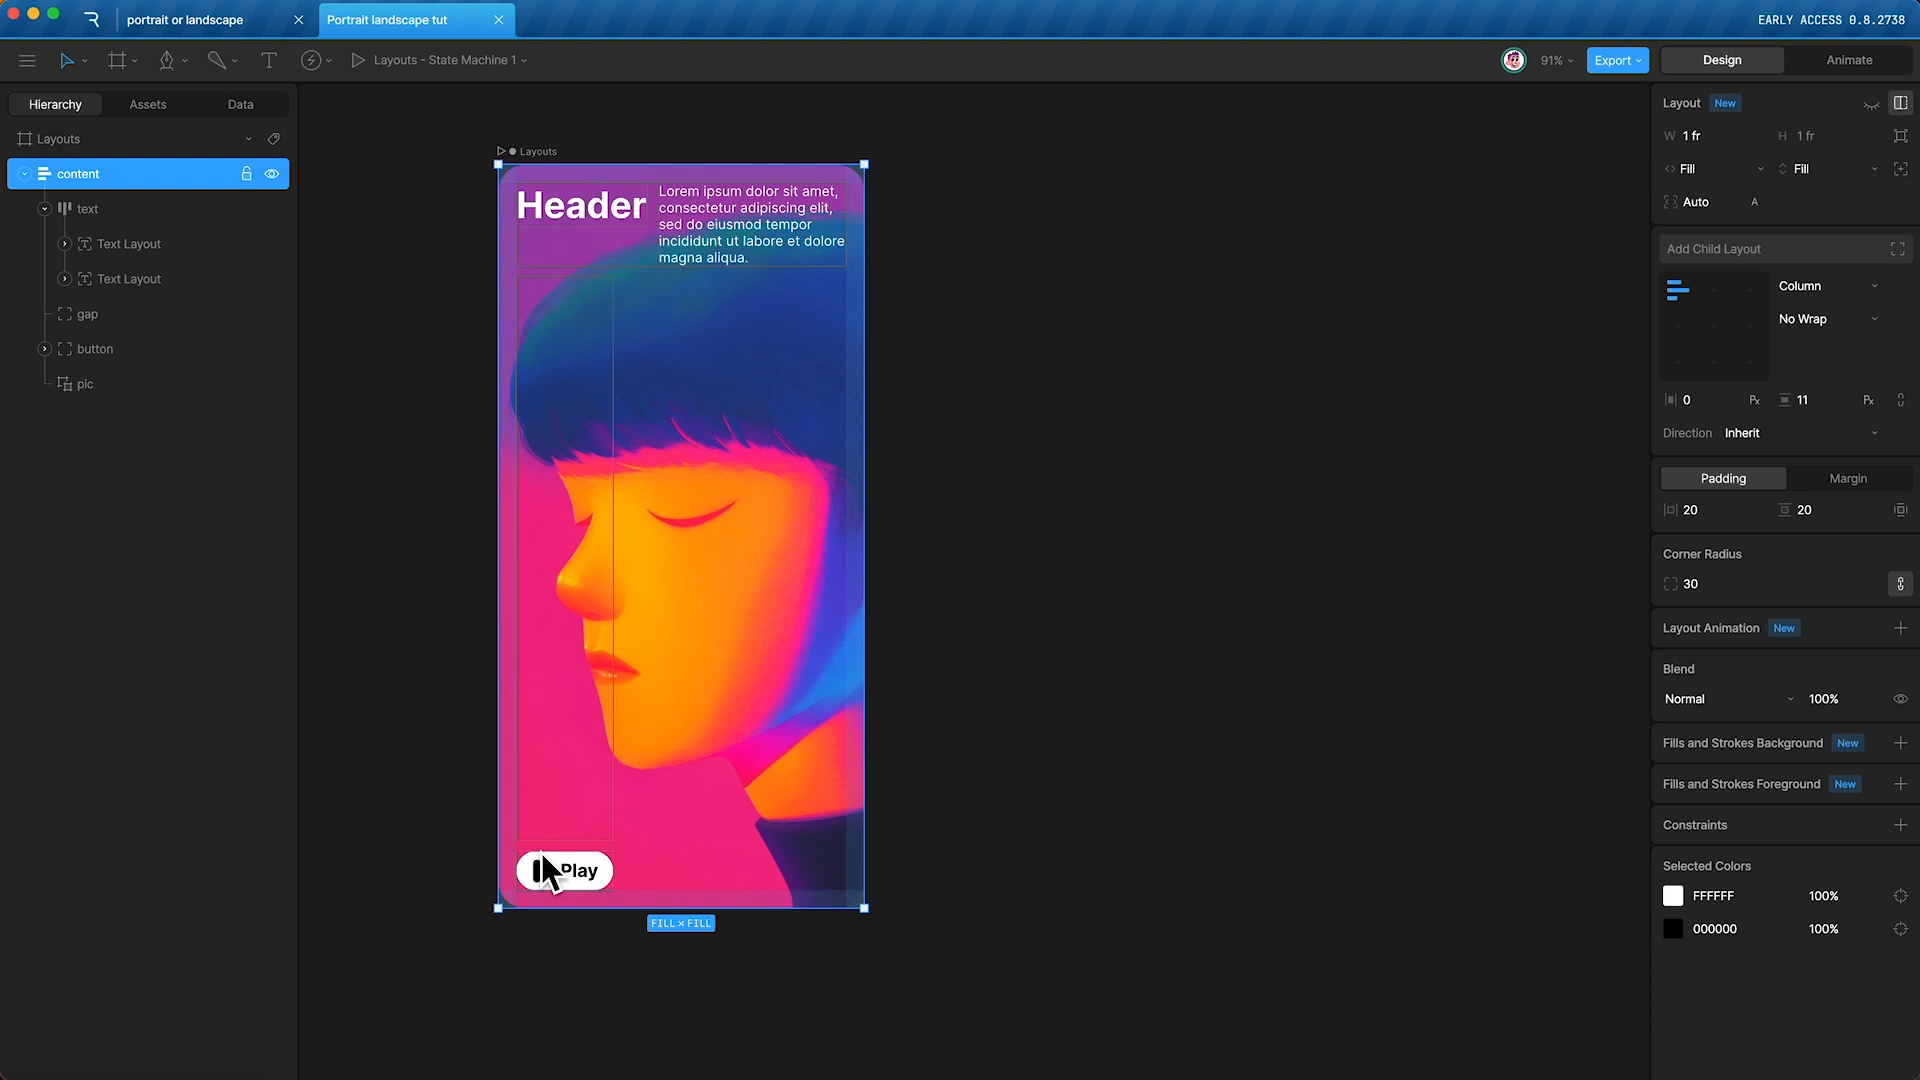 portrait or landscape
Portrait landscape tut
EARLY ACCESS 0.8.2738
Layouts - State Machine 1
91%
Export
Design
Animate
Hierarchy
Assets
Data
Layouts
content
text
Text Layout
Text Layout
gap
button
pic
Layouts
Header
Lorem ipsum dolor sit amet,
consectetur adipiscing elit,
sed do eiusmod tempor
incididunt ut labore et dolore
magna aliqua.
Play
FILL × FILL
Layout New
W 1 fr H 1 fr
Fill Fill
Auto A
Add Child Layout
Column
No Wrap
0 Px 11 Px
Direction Inherit
Padding Margin
20 20
Corner Radius
30
Layout Animation New
Blend
Normal 100%
Fills and Strokes Background New
Fills and Strokes Foreground New
Constraints
Selected Colors
FFFFFF 100%
000000 100%